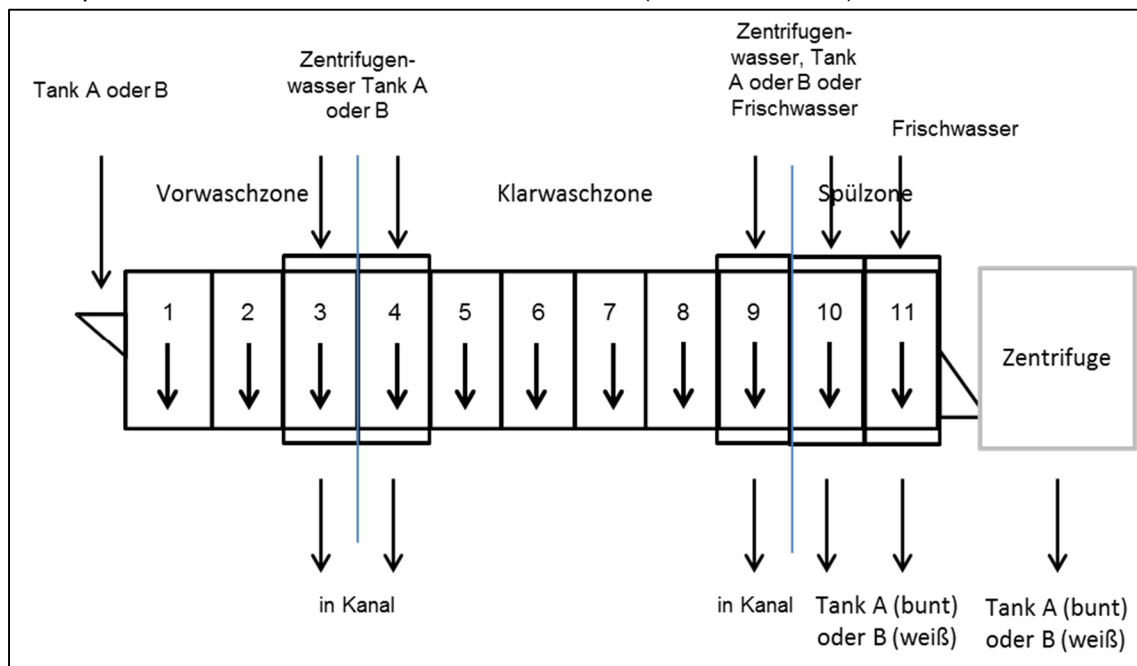 Tank A oder B
Zentrifugen-
wasser Tank A
oder B
Zentrifugen-
wasser, Tank
A oder B oder
Frischwasser
Frischwasser
Vorwaschzone
Klarwaschzone
Spülzone
1 2 3 4 5 6 7 8 9 10 11
Zentrifuge
in Kanal
in Kanal
Tank A (bunt)
oder B (weiß)
Tank A (bunt)
oder B (weiß)